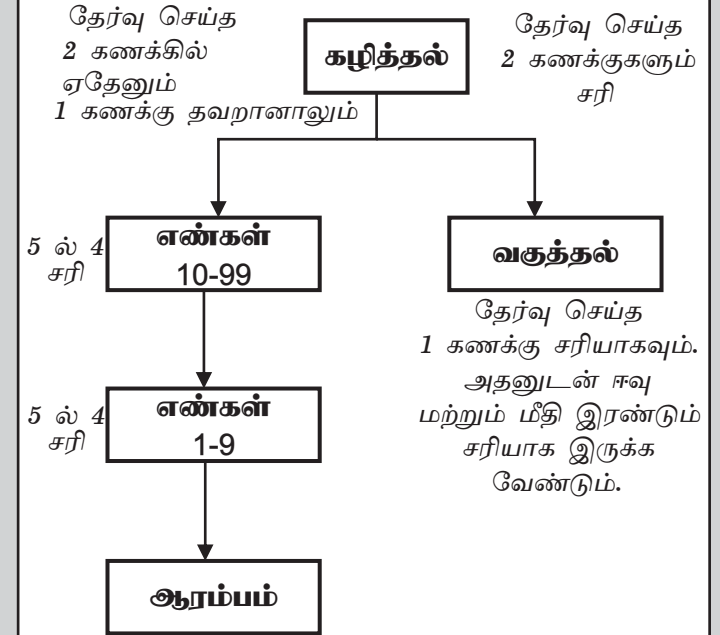 தேர்வு செய்த
2 கணக்கில்
ஏதேனும்
1 கணக்கு தவறானாலும்
கழித்தல்
தேர்வு செய்த
2 கணக்குகளும்
சரி
5 ல் 4
சரி
எண்கள்
10-99
வகுத்தல்
தேர்வு செய்த
1 கணக்கு சரியாகவும்.
அதனுடன் ஈவு
மற்றும் மீதி இரண்டும்
சரியாக இருக்க
வேண்டும்.
5 ல் 4
சரி
எண்கள்
1-9
ஆரம்பம்